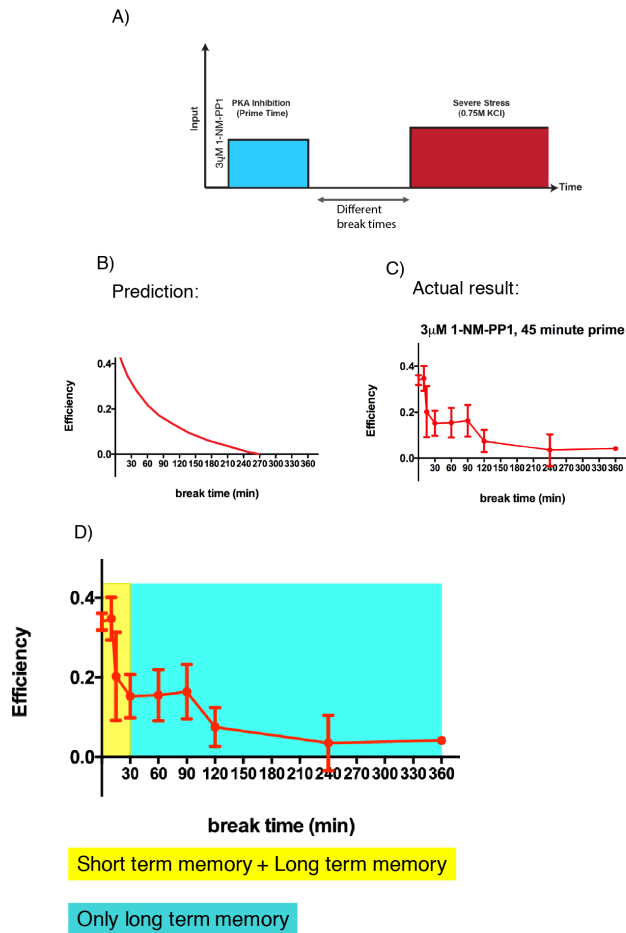 A)
Input
3ųM 1-NM-PP1
PKA Inhibition
(Prime Time)
Severe Stress
(0.75M KCl)
Time
Different
break times
B)
Prediction:
Efficiency
0.4
0.2
0.0
30 60 90 120 150 180 210 240 270 300 330 360
break time (min)
C)
Actual result:
3μM 1-NM-PP1, 45 minute prime
Efficiency
0.4
0.2
0.0
30 60 90 120 150 180 210 240 270 300 330 360
break time (min)
D)
Efficiency
0.4
0.2
0.0
30 60 90 120 150 180 210 240 270 300 330 360
break time (min)
Short term memory + Long term memory
Only long term memory